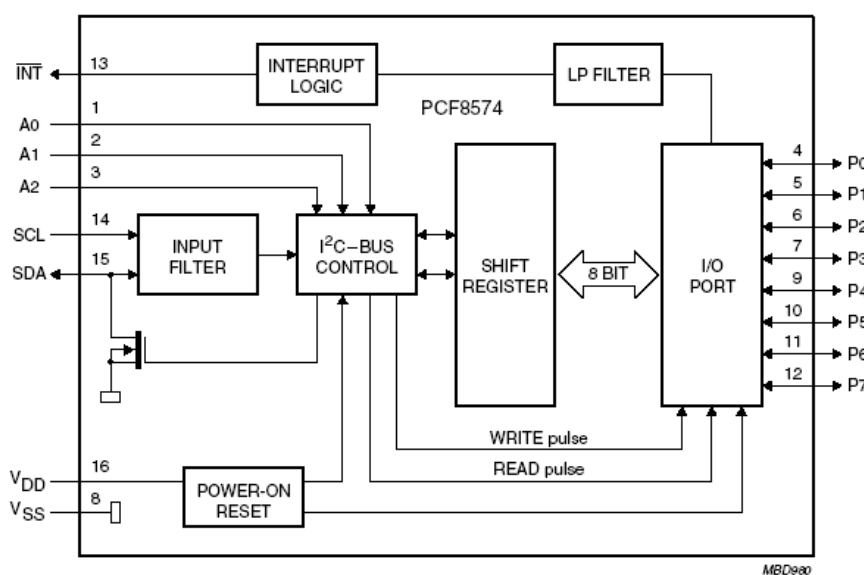 INT
13
INTERRUPT
LOGIC
LP FILTER
PCF8574
A0
1
A1
2
A2
3
SCL
14
SDA
15
INPUT
FILTER
I²C–BUS
CONTROL
SHIFT
REGISTER
8 BIT
I/O
PORT
4
P0
5
P1
6
P2
7
P3
9
P4
10
P5
11
P6
12
P7
WRITE pulse
READ pulse
VDD
16
VSS
8
POWER-ON
RESET
MBD980